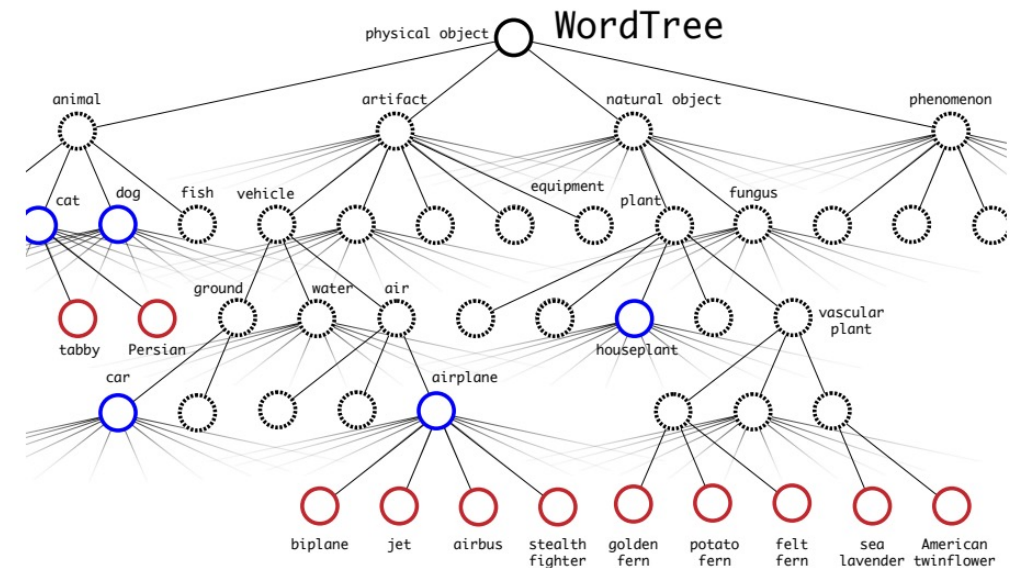 WordTree
physical object
animal
artifact
natural object
phenomenon
cat
dog
fish
vehicle
equipment
plant
fungus
ground
water
air
vascular
plant
tabby
Persian
houseplant
car
airplane
biplane
jet
airbus
stealth
fighter
golden
fern
potato
fern
felt
fern
sea
lavender
American
twinflower